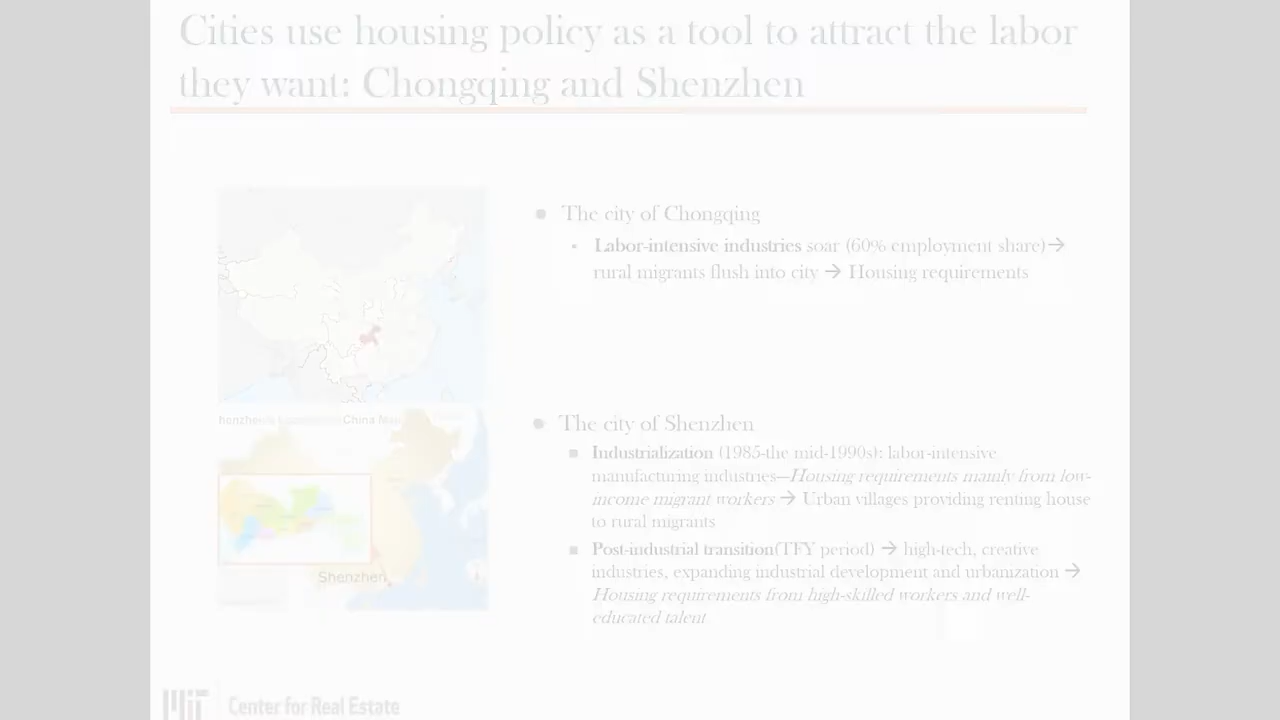 Cities use housing policy as a tool to attract the labor
they want: Chongqing and Shenzhen
The city of Chongqing
Labor-intensive industries soar (60% employment share)→
rural migrants flush into city → Housing requirements
China Map
Shenzhen
The city of Shenzhen
Industrialization (1985-the mid-1990s): labor-intensive
manufacturing industries—Housing requirements mainly from low-
income migrant workers → Urban villages providing renting house
to rural migrants
Post-industrial transition(TFY period) → high-tech, creative
industries, expanding industrial development and urbanization →
Housing requirements from high-skilled workers and well-
educated talent
MIT Center for Real Estate